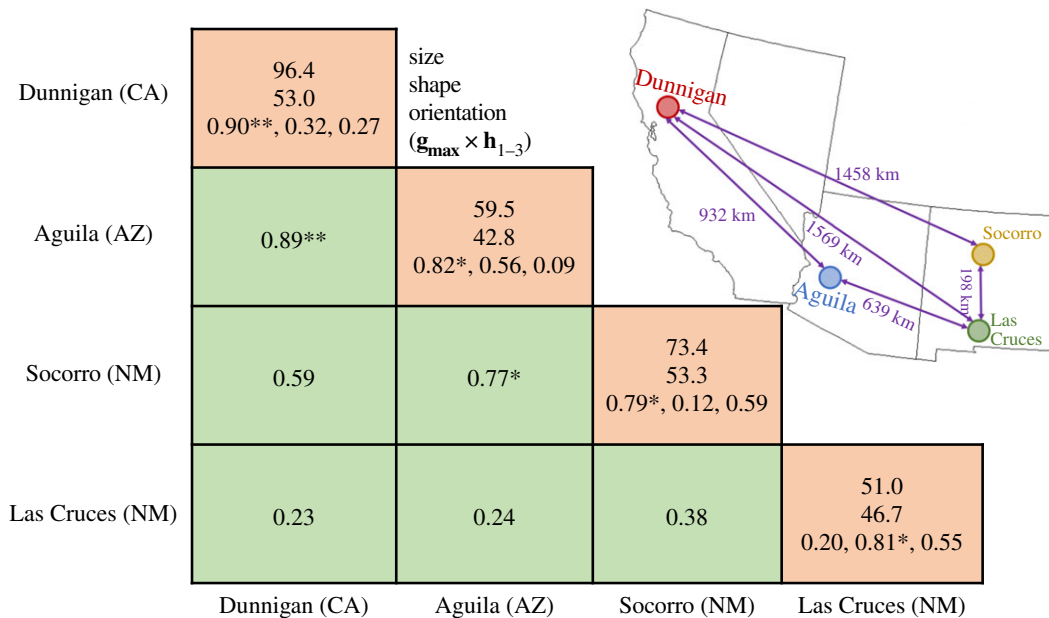 Dunnigan (CA)
96.4
53.0
0.90**, 0.32, 0.27
size
shape
orientation
(g_max × h_1–3)
Aguila (AZ)
0.89**
59.5
42.8
0.82*, 0.56, 0.09
Socorro (NM)
0.59
0.77*
73.4
53.3
0.79*, 0.12, 0.59
Las Cruces (NM)
0.23
0.24
0.38
51.0
46.7
0.20, 0.81*, 0.55
Dunnigan (CA)
Aguila (AZ)
Socorro (NM)
Las Cruces (NM)
Dunnigan
1458 km
932 km
1569 km
Socorro
198 km
Aguila
639 km
Las
Cruces